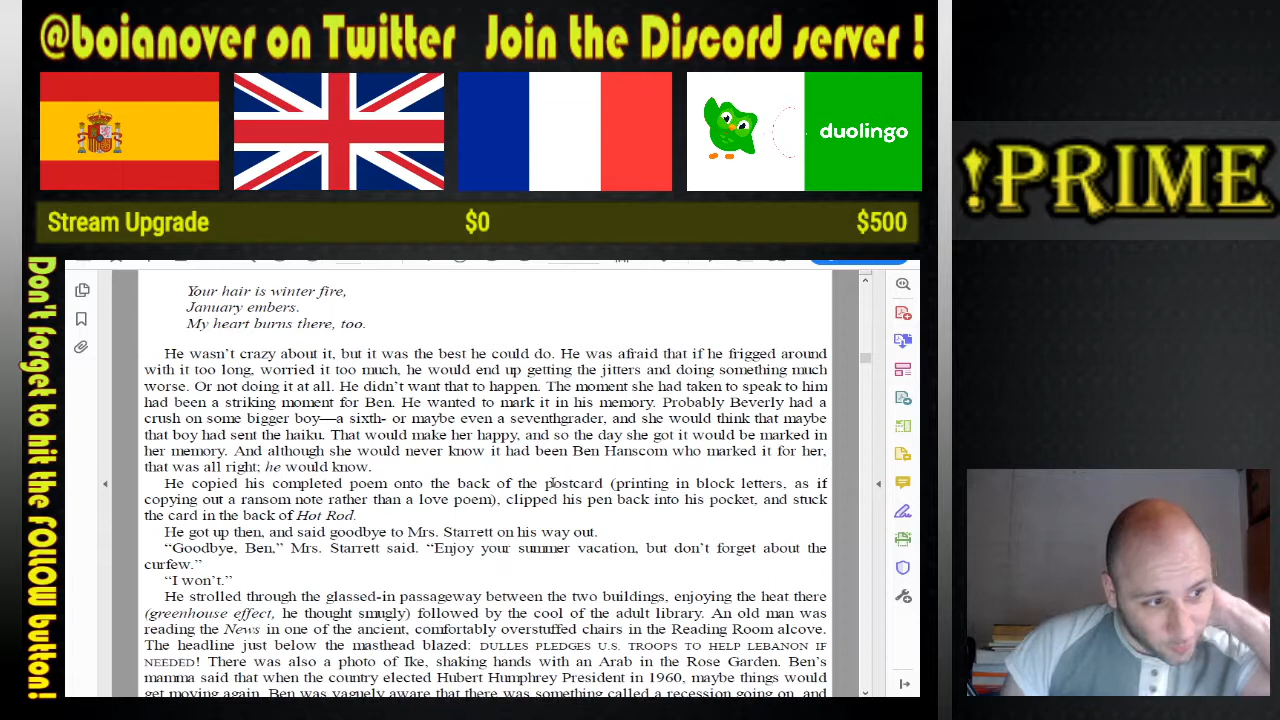 @boianover on Twitter Join the Discord server !
duolingo
Stream Upgrade $0 $500
!PRIME
Don't forget to hit the FOLLOW button!
Your hair is winter fire,
January embers.
My heart burns there, too.
He wasn't crazy about it, but it was the best he could do. He was afraid that if he frigged around
with it too long, worried it too much, he would end up getting the jitters and doing something much
worse. Or not doing it at all. He didn't want that to happen. The moment she had taken to speak to him
had been a striking moment for Ben. He wanted to mark it in his memory. Probably Beverly had a
crush on some bigger boy—a sixth- or maybe even a seventhgrader, and she would think that maybe
that boy had sent the haiku. That would make her happy, and so the day she got it would be marked in
her memory. And although she would never know it had been Ben Hanscom who marked it for her,
that was all right; he would know.
He copied his completed poem onto the back of the postcard (printing in block letters, as if
copying out a ransom note rather than a love poem), clipped his pen back into his pocket, and stuck
the card in the back of Hot Rod.
He got up then, and said goodbye to Mrs. Starrett on his way out.
“Goodbye, Ben,” Mrs. Starrett said. “Enjoy your summer vacation, but don't forget about the
curfew.”
“I won't.”
He strolled through the glassed-in passageway between the two buildings, enjoying the heat there
(greenhouse effect, he thought smugly) followed by the cool of the adult library. An old man was
reading the News in one of the ancient, comfortably overstuffed chairs in the Reading Room alcove.
The headline just below the masthead blazed: DULLES PLEDGES U.S. TROOPS TO HELP LEBANON IF
NEEDED! There was also a photo of Ike, shaking hands with an Arab in the Rose Garden. Ben's
mamma said that when the country elected Hubert Humphrey President in 1960, maybe things would
get moving again. Ben was vaguely aware that there was something called a recession going on, and